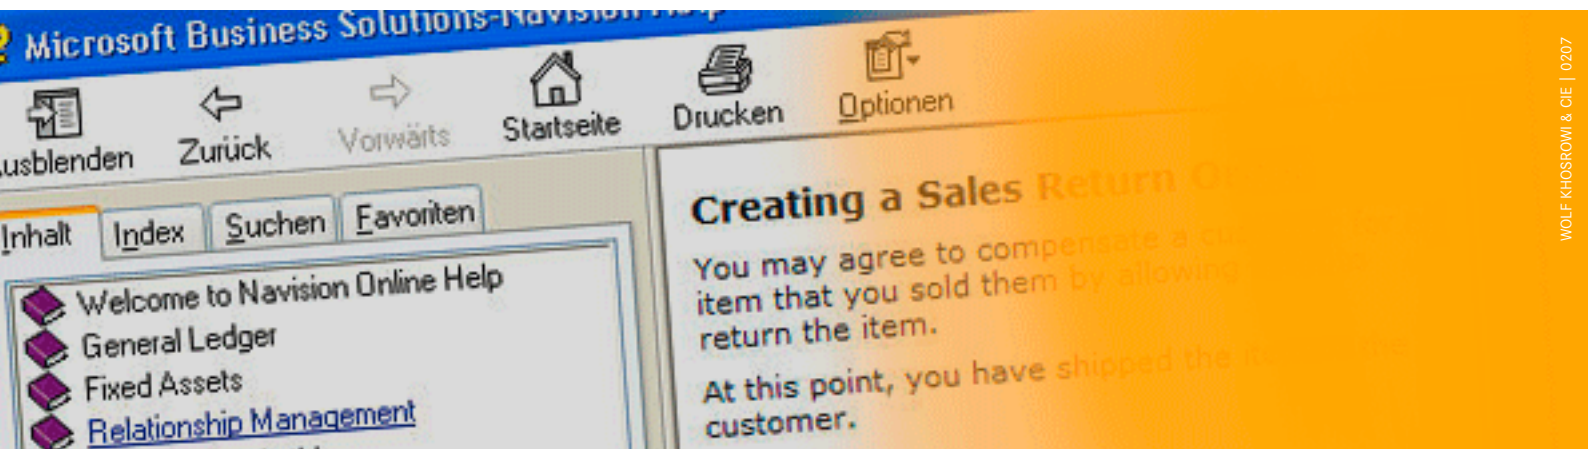 Microsoft Business Solutions-Navision Help
usblenden
Zurück
Vorwärts
Startseite
Drucken
Optionen
Inhalt
Index
Suchen
Favoriten
Welcome to Navision Online Help
General Ledger
Fixed Assets
Relationship Management
Creating a Sales Return
You may agree to compensate a
item that you sold them by allowing
return the item.
At this point, you have shipped the
customer.
WOLF KHOSROWI & CIE | 0207